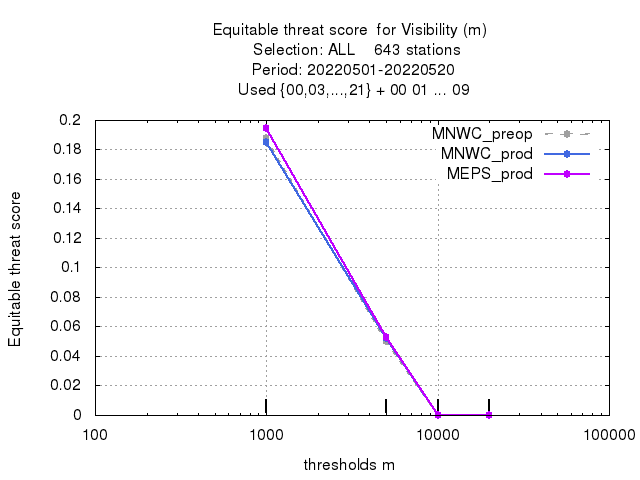 Equitable threat score  for Visibility (m)
Selection: ALL    643 stations
Period: 20220501-20220520
Used {00,03,...,21} + 00 01 ... 09
MNWC_preop
MNWC_prod
MEPS_prod
Equitable threat score
0.2
0.18
0.16
0.14
0.12
0.1
0.08
0.06
0.04
0.02
0
100
1000
10000
100000
thresholds m